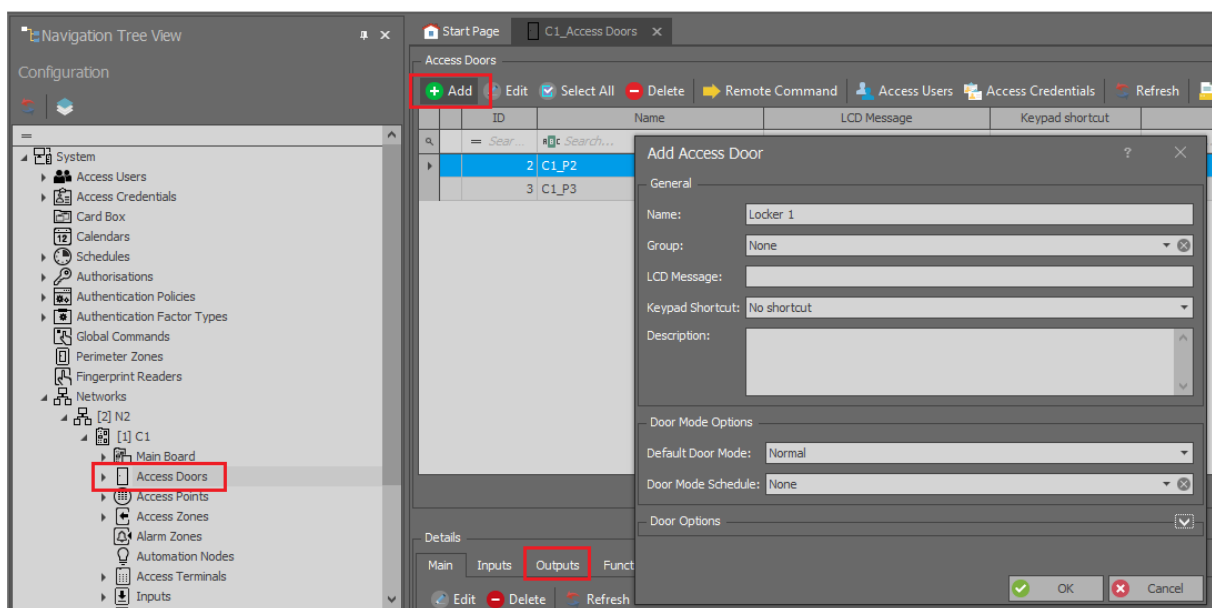 Navigation Tree View
Configuration
System
Access Users
Access Credentials
Card Box
Calendars
Schedules
Authorisations
Authentication Policies
Authentication Factor Types
Global Commands
Perimeter Zones
Fingerprint Readers
Networks
[2] N2
[1] C1
Main Board
Access Doors
Access Points
Access Zones
Alarm Zones
Automation Nodes
Access Terminals
Inputs
Start Page C1_Access Doors
Access Doors
Add Edit Select All Delete Remote Command Access Users Access Credentials Refresh
ID Name LCD Message Keypad shortcut
= Sear... Search...
2 C1_P2
3 C1_P3
Add Access Door ?
General
Name: Locker 1
Group: None
LCD Message:
Keypad Shortcut: No shortcut
Description:
Door Mode Options
Default Door Mode: Normal
Door Mode Schedule: None
Door Options
OK Cancel
Details
Main Inputs Outputs Funct
Edit Delete Refresh